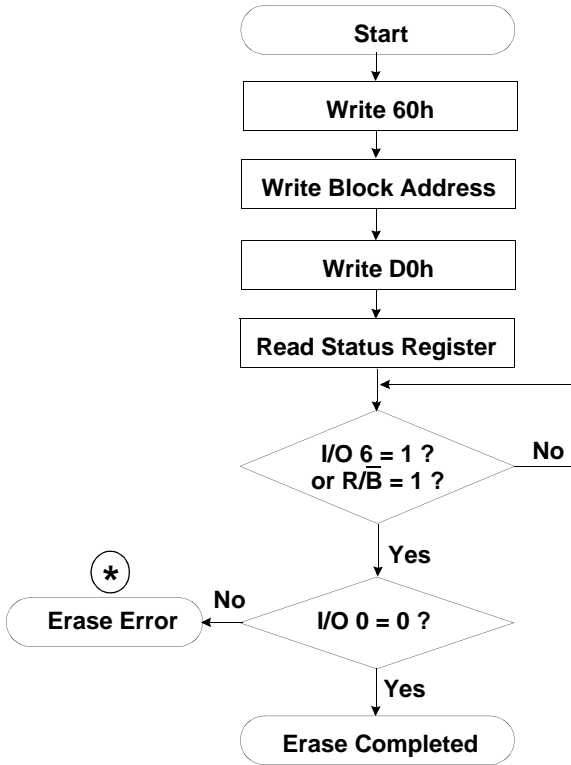 Start
Write 60h
Write Block Address
Write D0h
Read Status Register
I/O 6 = 1 ?
or R/B̅ = 1 ?
No
Yes
*
No
Erase Error
I/O 0 = 0 ?
Yes
Erase Completed